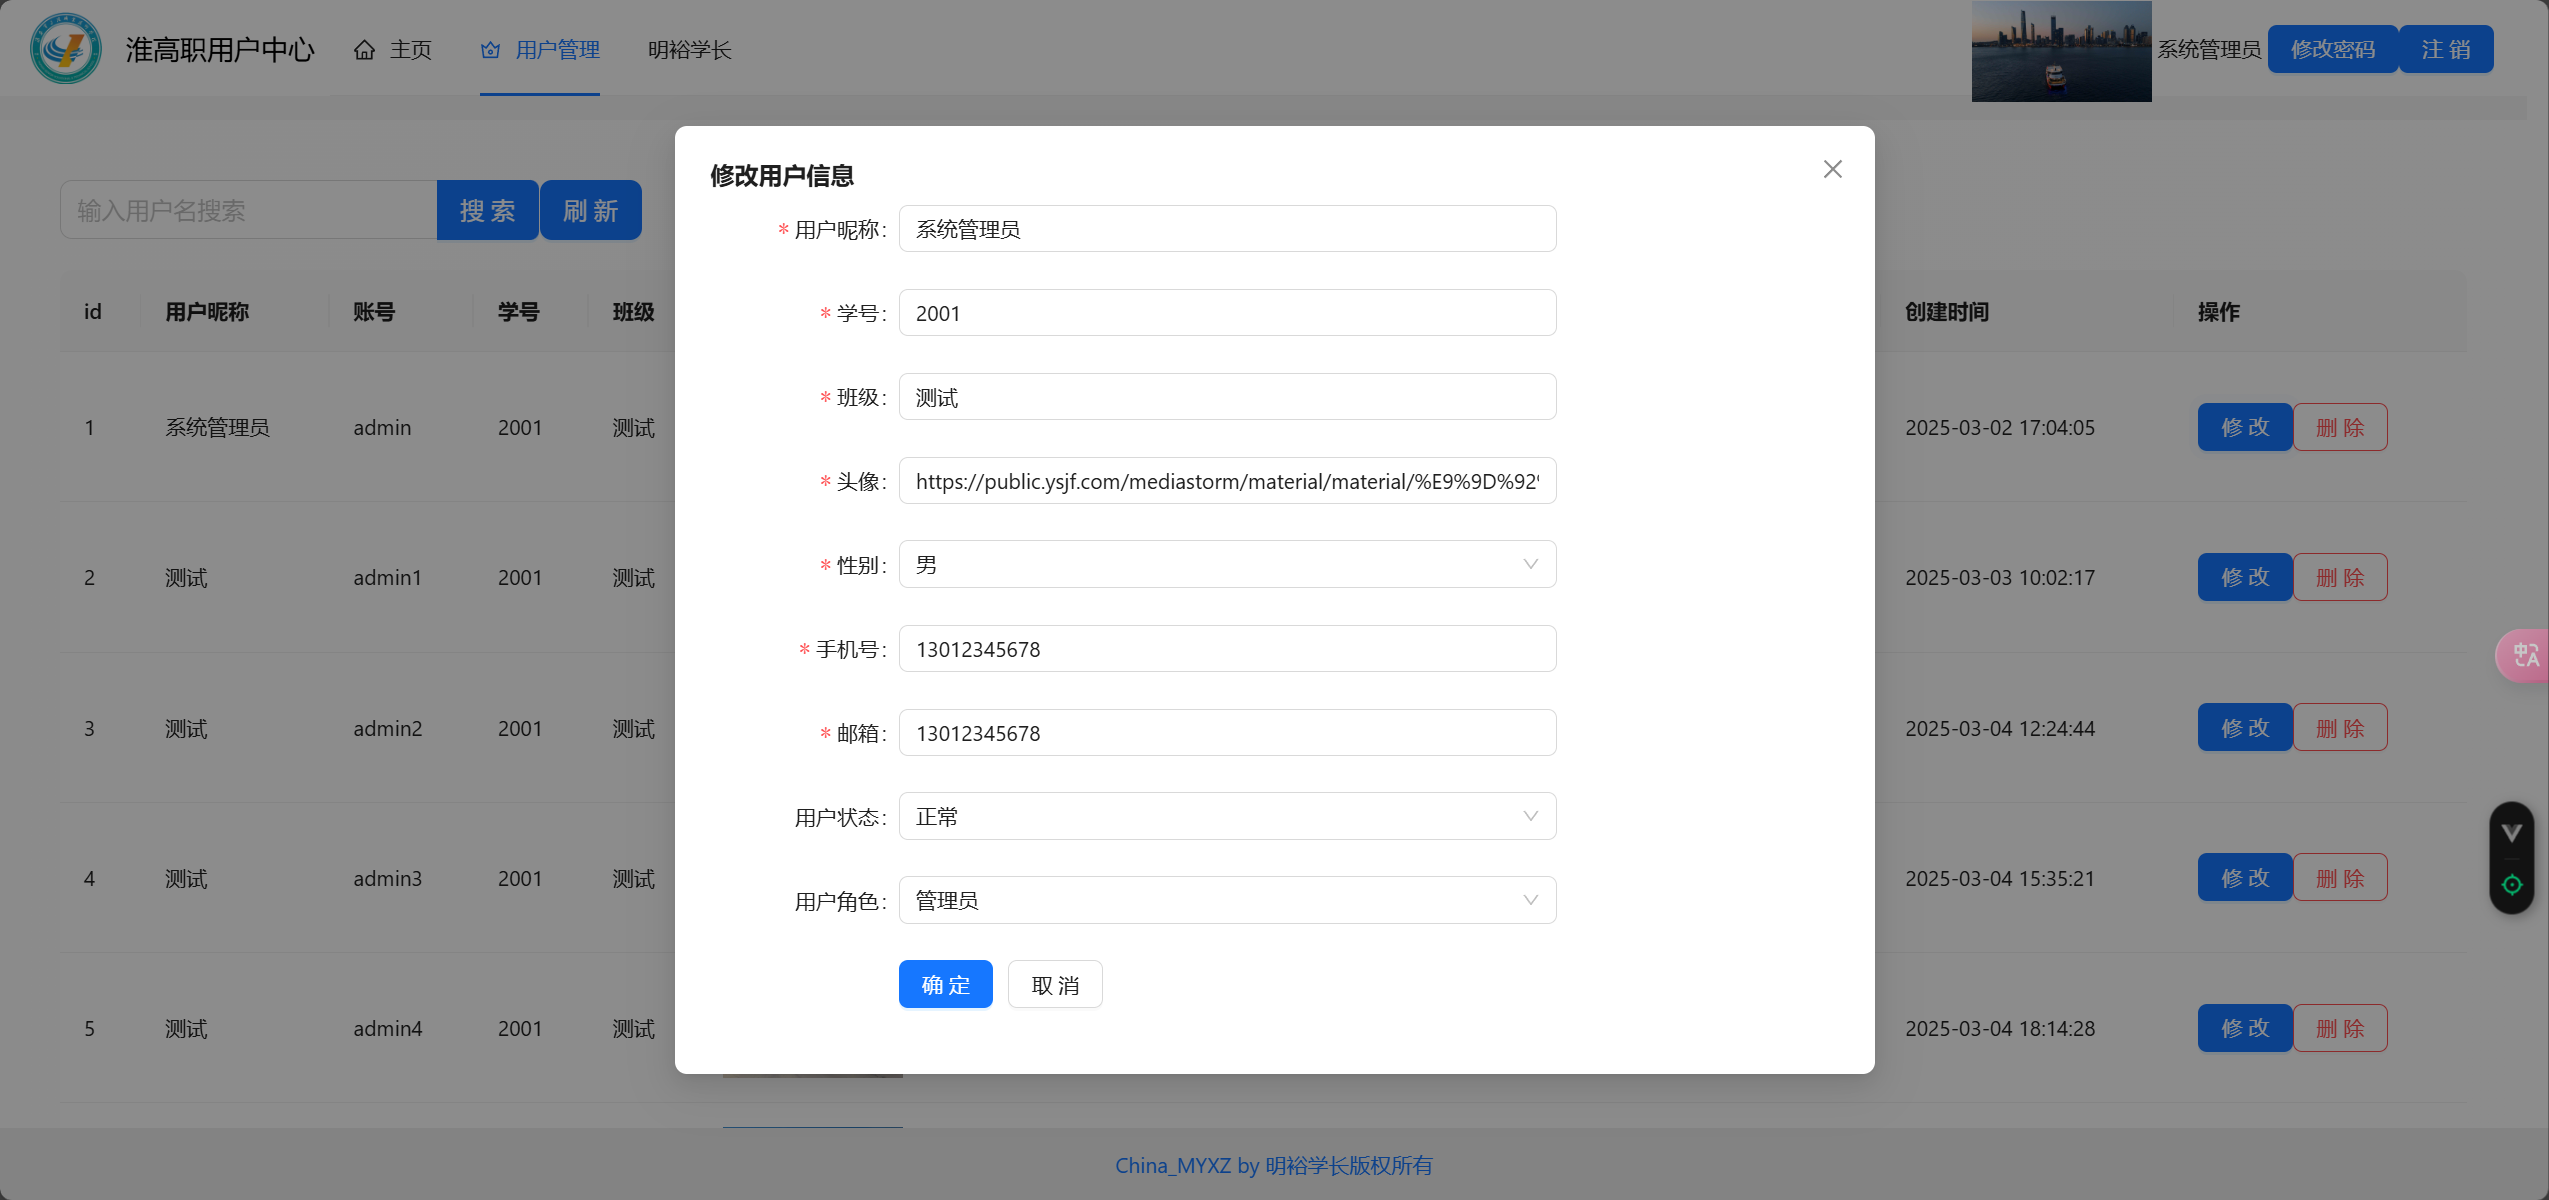 淮高职用户中心 主页 用户管理 明裕学长 系统管理员 修改密码 注 销
输入用户名搜索 搜 索 刷 新
id 用户昵称 账号 学号 班级 创建时间 操作
1 系统管理员 admin 2001 测试 2025-03-02 17:04:05 修 改 删 除
2 测试 admin1 2001 测试 2025-03-03 10:02:17 修 改 删 除
3 测试 admin2 2001 测试 2025-03-04 12:24:44 修 改 删 除
4 测试 admin3 2001 测试 2025-03-04 15:35:21 修 改 删 除
5 测试 admin4 2001 测试 2025-03-04 18:14:28 修 改 删 除
修改用户信息
* 用户昵称: 系统管理员
* 学号: 2001
* 班级: 测试
* 头像: https://public.ysjf.com/mediastorm/material/material/%E9%9D%92
* 性别: 男
* 手机号: 13012345678
* 邮箱: 13012345678
用户状态: 正常
用户角色: 管理员
确 定 取 消
China_MYXZ by 明裕学长版权所有